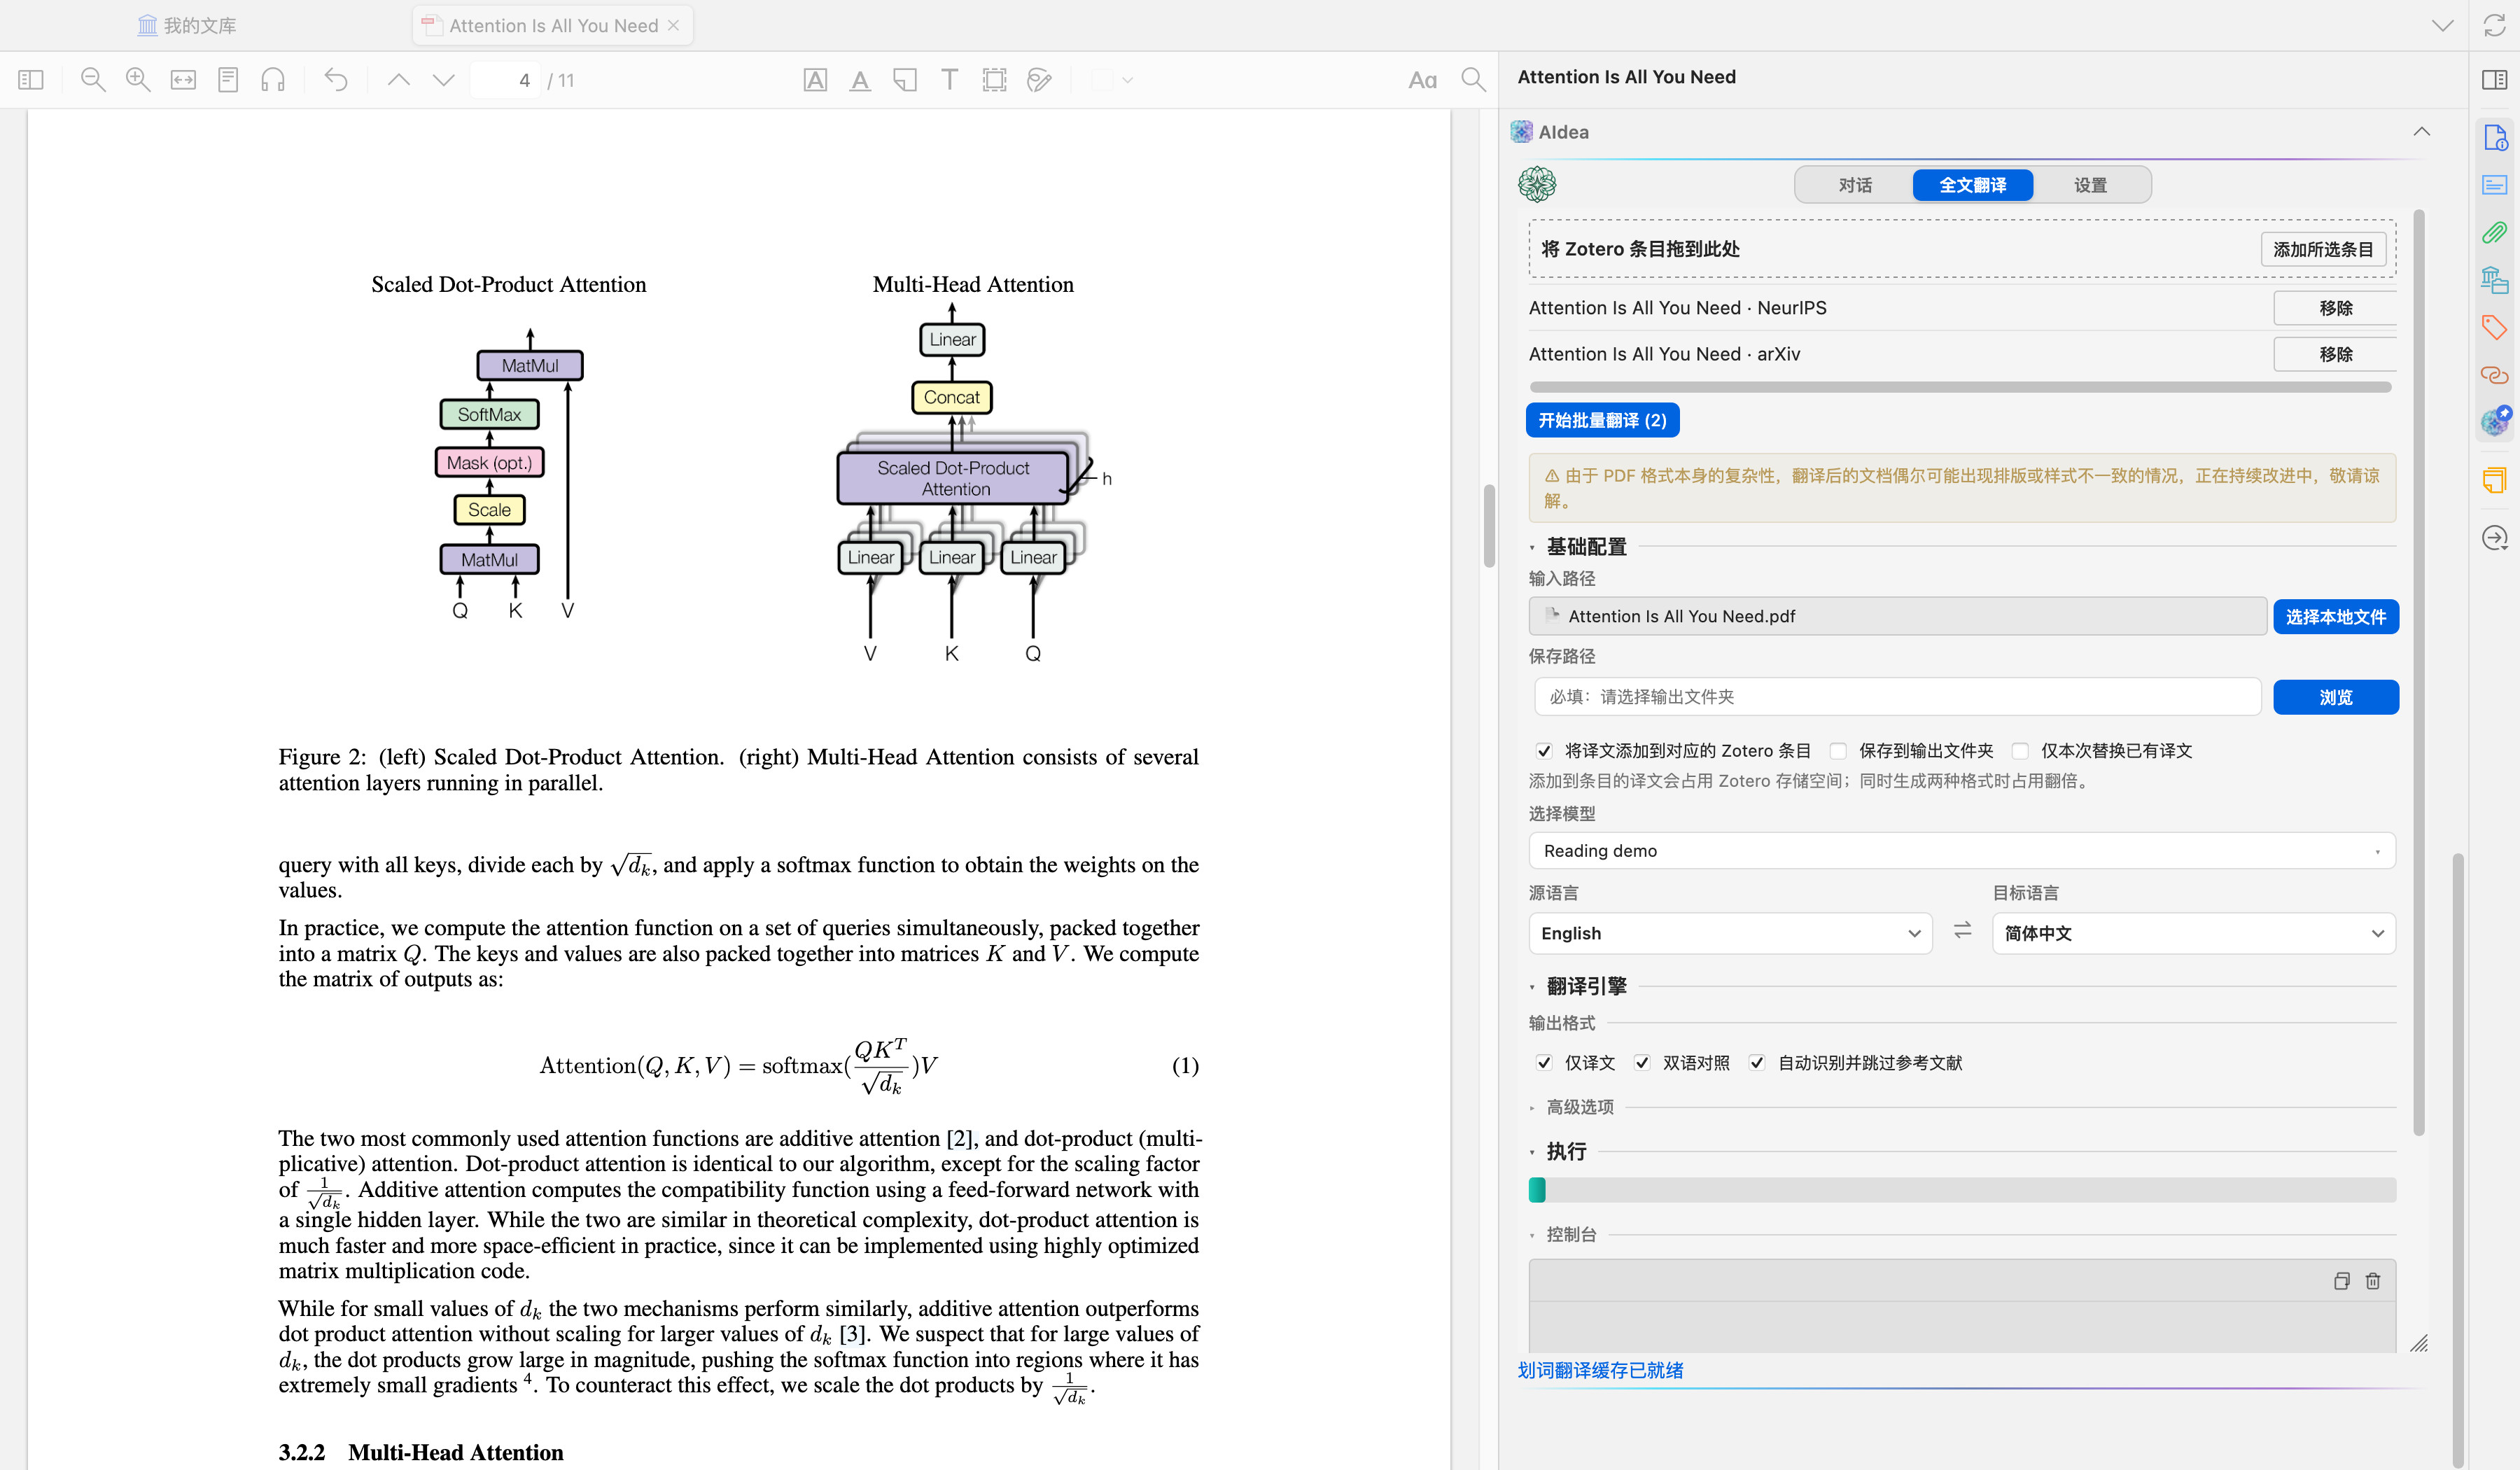 我的文库
Attention Is All You Need
4 / 11
A
A
T
Aa
Scaled Dot-Product Attention
MatMul
SoftMax
Mask (opt.)
Scale
MatMul
Q K V
Multi-Head Attention
Linear
Concat
Scaled Dot-Product
Attention
h
Linear Linear Linear
V K Q
Figure 2: (left) Scaled Dot-Product Attention. (right) Multi-Head Attention consists of several
attention layers running in parallel.
query with all keys, divide each by √dk, and apply a softmax function to obtain the weights on the
values.
In practice, we compute the attention function on a set of queries simultaneously, packed together
into a matrix Q. The keys and values are also packed together into matrices K and V. We compute
the matrix of outputs as:
Attention(Q, K, V) = softmax(QK^T/√dk)V (1)
The two most commonly used attention functions are additive attention [2], and dot-product (multi-
plicative) attention. Dot-product attention is identical to our algorithm, except for the scaling factor
of 1/√dk. Additive attention computes the compatibility function using a feed-forward network with
a single hidden layer. While the two are similar in theoretical complexity, dot-product attention is
much faster and more space-efficient in practice, since it can be implemented using highly optimized
matrix multiplication code.
While for small values of dk the two mechanisms perform similarly, additive attention outperforms
dot product attention without scaling for larger values of dk [3]. We suspect that for large values of
dk, the dot products grow large in magnitude, pushing the softmax function into regions where it has
extremely small gradients 4. To counteract this effect, we scale the dot products by 1/√dk.
3.2.2 Multi-Head Attention
Attention Is All You Need
AIdea
对话 全文翻译 设置
将 Zotero 条目拖到此处
添加所选条目
Attention Is All You Need · NeurIPS
移除
Attention Is All You Need · arXiv
移除
开始批量翻译 (2)
⚠ 由于 PDF 格式本身的复杂性，翻译后的文档偶尔可能出现排版或样式不一致的情况，正在持续改进中，敬请谅
解。
基础配置
输入路径
Attention Is All You Need.pdf
选择本地文件
保存路径
必填：请选择输出文件夹
浏览
将译文添加到对应的 Zotero 条目 保存到输出文件夹 仅本次替换已有译文
添加到条目的译文会占用 Zotero 存储空间；同时生成两种格式时占用翻倍。
选择模型
Reading demo
源语言 目标语言
English 简体中文
翻译引擎
输出格式
仅译文 双语对照 自动识别并跳过参考文献
高级选项
执行
控制台
划词翻译缓存已就绪